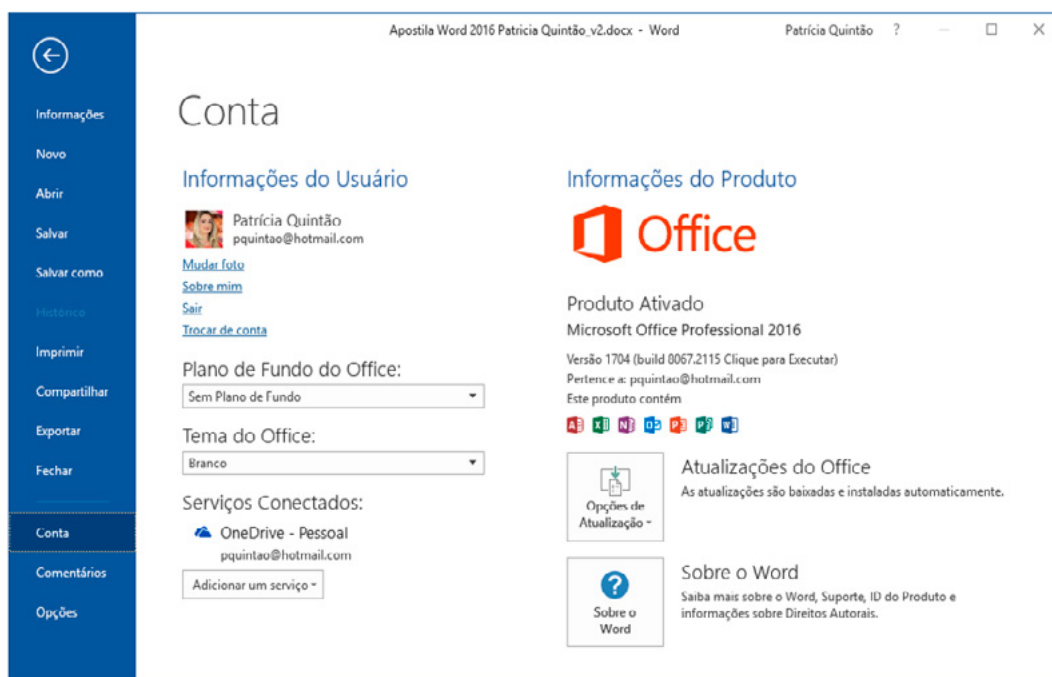 Apostila Word 2016 Patricia Quintão_v2.docx - Word
Patrícia Quintão
?
Informações
Novo
Abrir
Salvar
Salvar como
Histórico
Imprimir
Compartilhar
Exportar
Fechar
Conta
Comentários
Opções
Conta
Informações do Usuário
Patrícia Quintão
pquintao@hotmail.com
Mudar foto
Sobre mim
Sair
Trocar de conta
Plano de Fundo do Office:
Sem Plano de Fundo
Tema do Office:
Branco
Serviços Conectados:
OneDrive - Pessoal
pquintao@hotmail.com
Adicionar um serviço
Informações do Produto
Office
Produto Ativado
Microsoft Office Professional 2016
Versão 1704 (build 8067.2115 Clique para Executar)
Pertence a: pquintao@hotmail.com
Este produto contém
Opções de
Atualização
Atualizações do Office
As atualizações são baixadas e instaladas automaticamente.
?
Sobre o
Word
Sobre o Word
Saiba mais sobre o Word, Suporte, ID do Produto e
informações sobre Direitos Autorais.